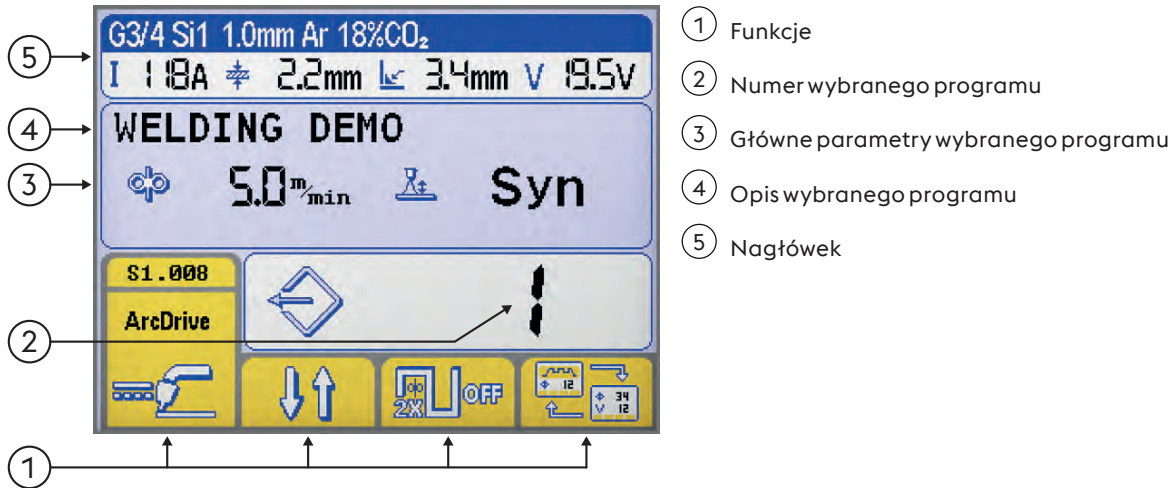 G3/4 Si1 1.0mm Ar 18%CO₂
I 118A 2.2mm 3.4mm V 19.5V
WELDING DEMO
5.0 m/min Syn
S1.008
ArcDrive
1
2X OFF
Φ 12
Φ 34
V 12
5
4
3
2
1
1 Funkcje
2 Numer wybranego programu
3 Główne parametry wybranego programu
4 Opis wybranego programu
5 Nagłówek